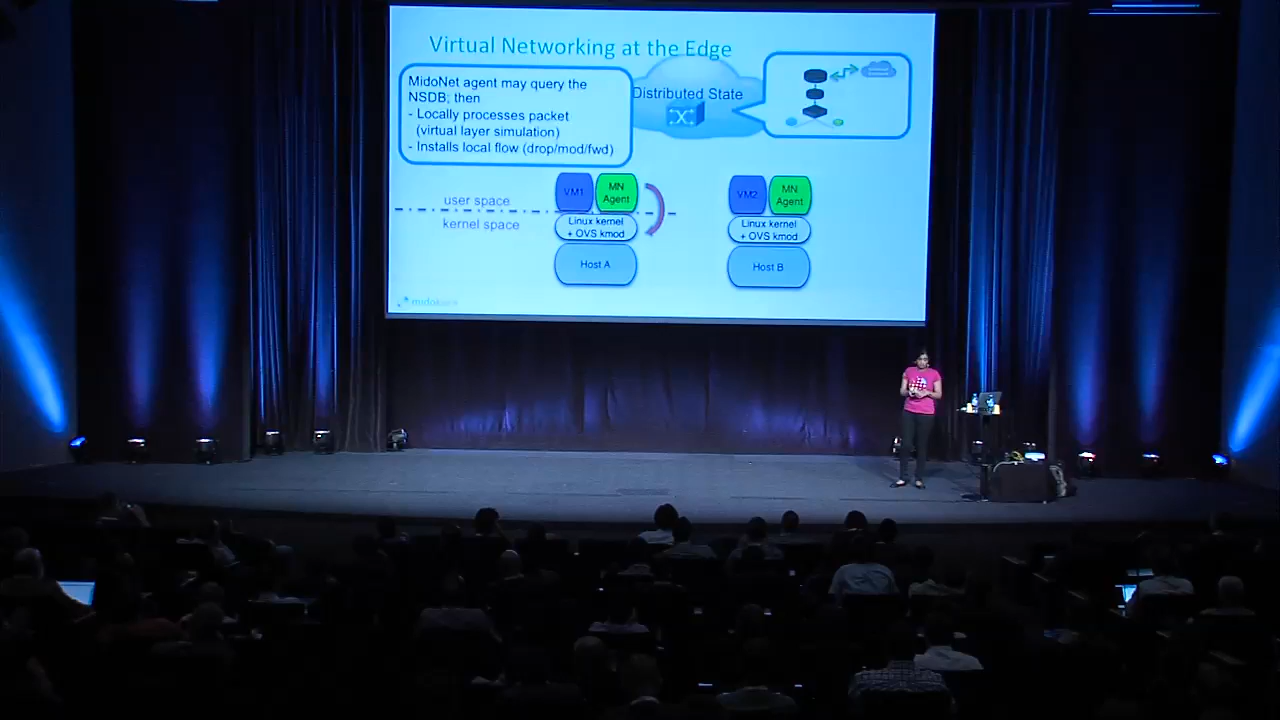 Virtual Networking at the Edge
MidoNet agent may query the
NSDB; then
- Locally processes packet
(virtual layer simulation)
- Installs local flow (drop/mod/fwd)
Distributed State
user space
kernel space
VM1
MN
Agent
Linux kernel
+ OVS kmod
Host A
VM2
MN
Agent
Linux kernel
+ OVS kmod
Host B
midokura